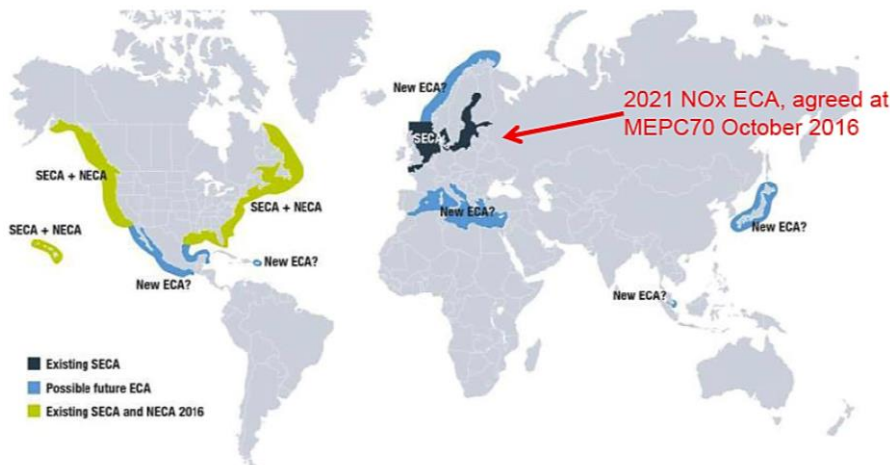 New ECA?
2021 NOx ECA, agreed at
MEPC70 October 2016
SECA
SECA + NECA
SECA + NECA
New ECA?
SECA + NECA
New ECA?
New ECA?
New ECA?
New ECA?
Existing SECA
Possible future ECA
Existing SECA and NECA 2016